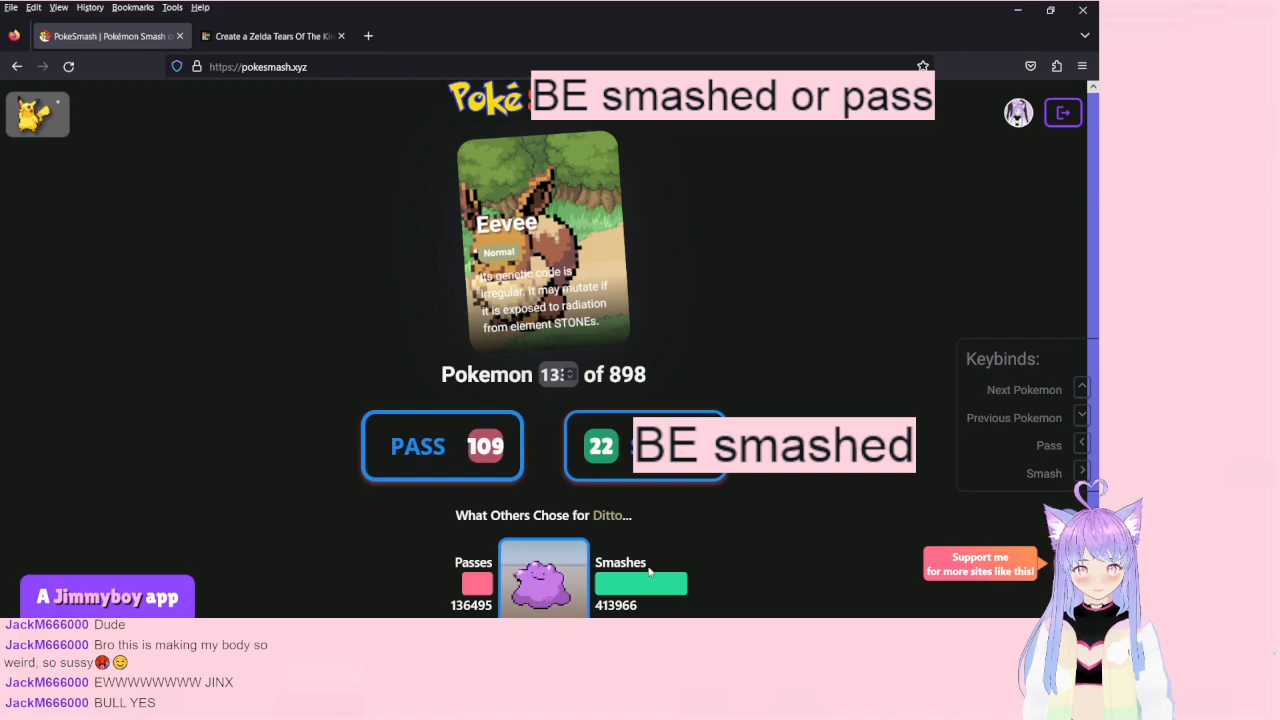 File Edit View History Bookmarks Tools Help
PokeSmash | Pokémon Smash o
Create a Zelda Tears Of The Kin
https://pokesmash.xyz
Poké BE smashed or pass
Eevee
Normal
Its genetic code is
irregular. It may mutate if
it is exposed to radiation
from element STONEs.
Pokemon 13 of 898
PASS 109
22 BE smashed
Keybinds:
Next Pokemon
Previous Pokemon
Pass
Smash
What Others Chose for Ditto...
Passes
136495
Smashes
413966
Support me
for more sites like this!
A Jimmyboy app
JackM666000 Dude
JackM666000 Bro this is making my body so
weird, so sussy
JackM666000 EWWWWWWWW JINX
JackM666000 BULL YES